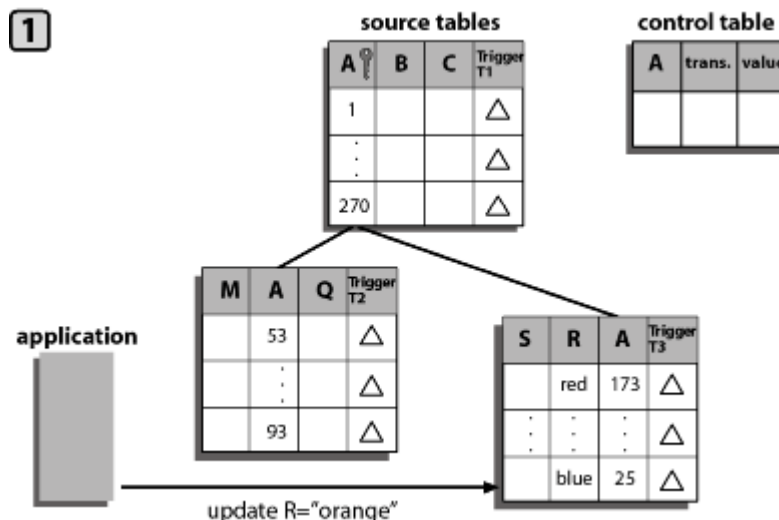 1
source tables
control table
A B C Trigger T1
1
270
A trans. value
M A Q Trigger T2
53
93
application
S R A Trigger T3
red 173
blue 25
update R="orange"